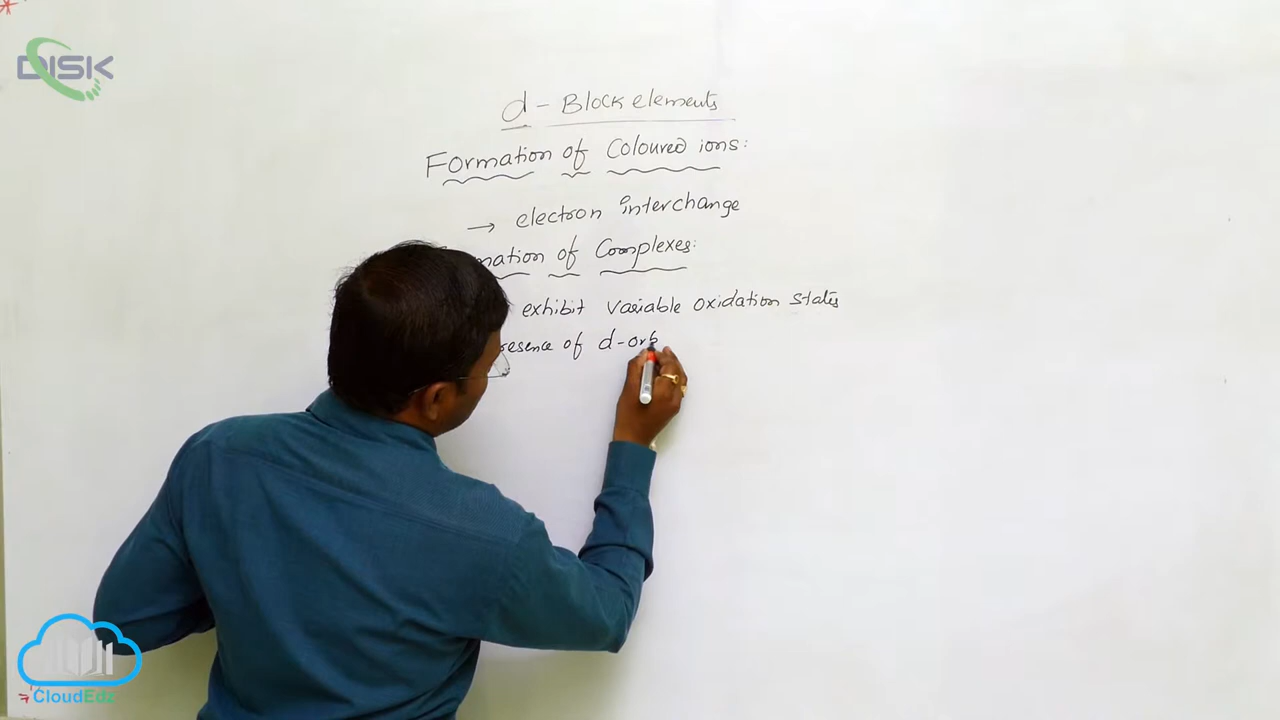 DISK
d - Block elements
Formation of Coloured ions:
→ electron interchange
mation of Complexes:
exhibit Variable oxidation states
resence of d-orb
CloudEdz